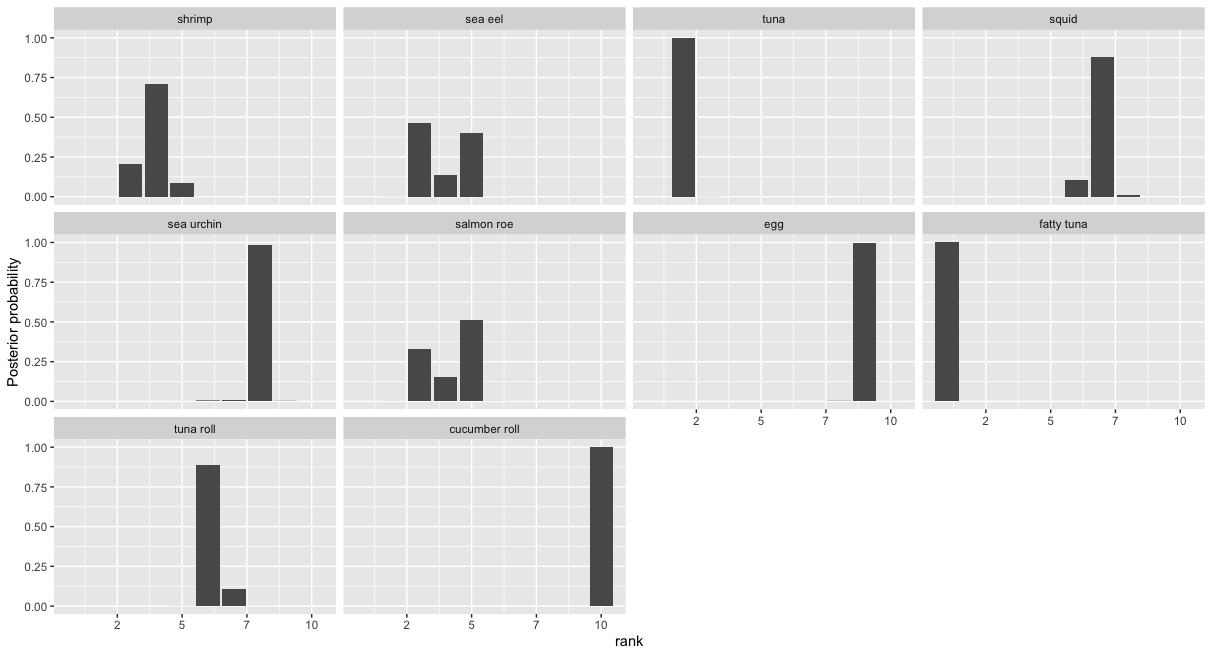 shrimp sea eel tuna squid
1.00
0.75
0.50
0.25
0.00
sea urchin salmon roe egg fatty tuna
1.00
0.75
0.50
0.25
0.00
2 5 7 10 2 5 7 10
tuna roll cucumber roll
1.00
0.75
0.50
0.25
0.00
2 5 7 10 2 5 7 10
rank
Posterior probability